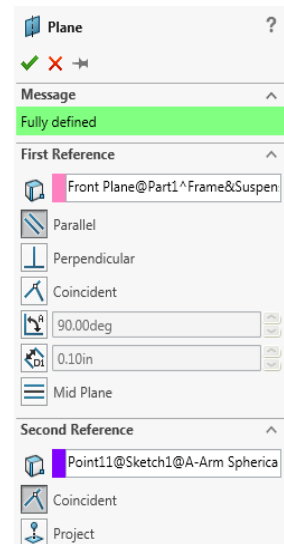 Plane ?
Message
Fully defined
First Reference
Front Plane@Part1^Frame&Suspen
Parallel
Perpendicular
Coincident
90.00deg
0.10in
Mid Plane
Second Reference
Point11@Sketch1@A-Arm Spherica
Coincident
Project